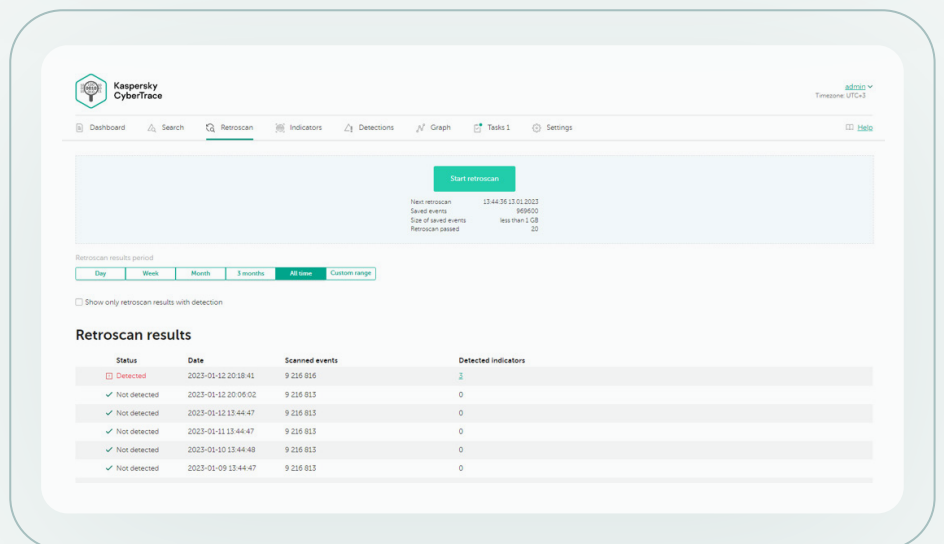 Kaspersky
CyberTrace
admin
Timezone: UTC+3
Dashboard Search Retroscan Indicators Detections Graph Tasks 1 Settings Help
Start retroscan
Next retroscan 13:44:36 13.01.2023
Saved events 969600
Size of saved events less than 1 GB
Retroscan passed 20
Retroscan results period
Day Week Month 3 months All time Custom range
Show only retroscan results with detection
Retroscan results
Status Date Scanned events Detected indicators
Detected 2023-01-12 20:18:41 9 216 816 3
Not detected 2023-01-12 20:06:02 9 216 813 0
Not detected 2023-01-12 13:44:47 9 216 813 0
Not detected 2023-01-11 13:44:47 9 216 813 0
Not detected 2023-01-10 13:44:48 9 216 813 0
Not detected 2023-01-09 13:44:47 9 216 813 0